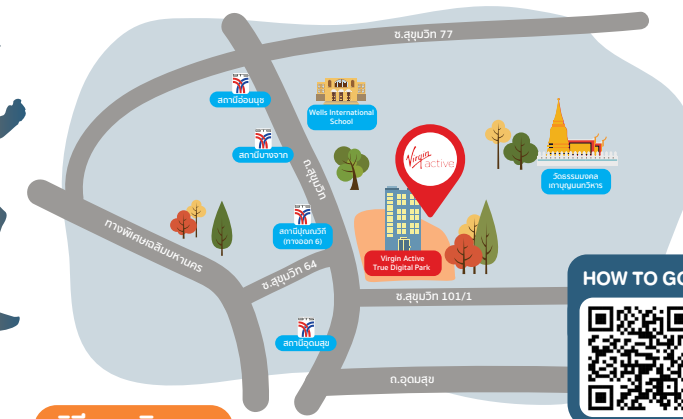 ซ.สุขุมวิท 77
BTS
สถานีอ่อนนุช
Wells International
School
Virgin
active
BTS
สถานีบางจาก
ถ.สุขุมวิท
วัดธรรมมงคล
เถาบุญนนทวิหาร
ทางพิเศษเฉลิมมหานคร
BTS
สถานีปุณณวิถี
(ทางออก 6)
Virgin Active
True Digital Park
ซ.สุขุมวิท 64
HOW TO GO
ซ.สุขุมวิท 101/1
BTS
สถานีอุดมสุข
ถ.อุดมสุข